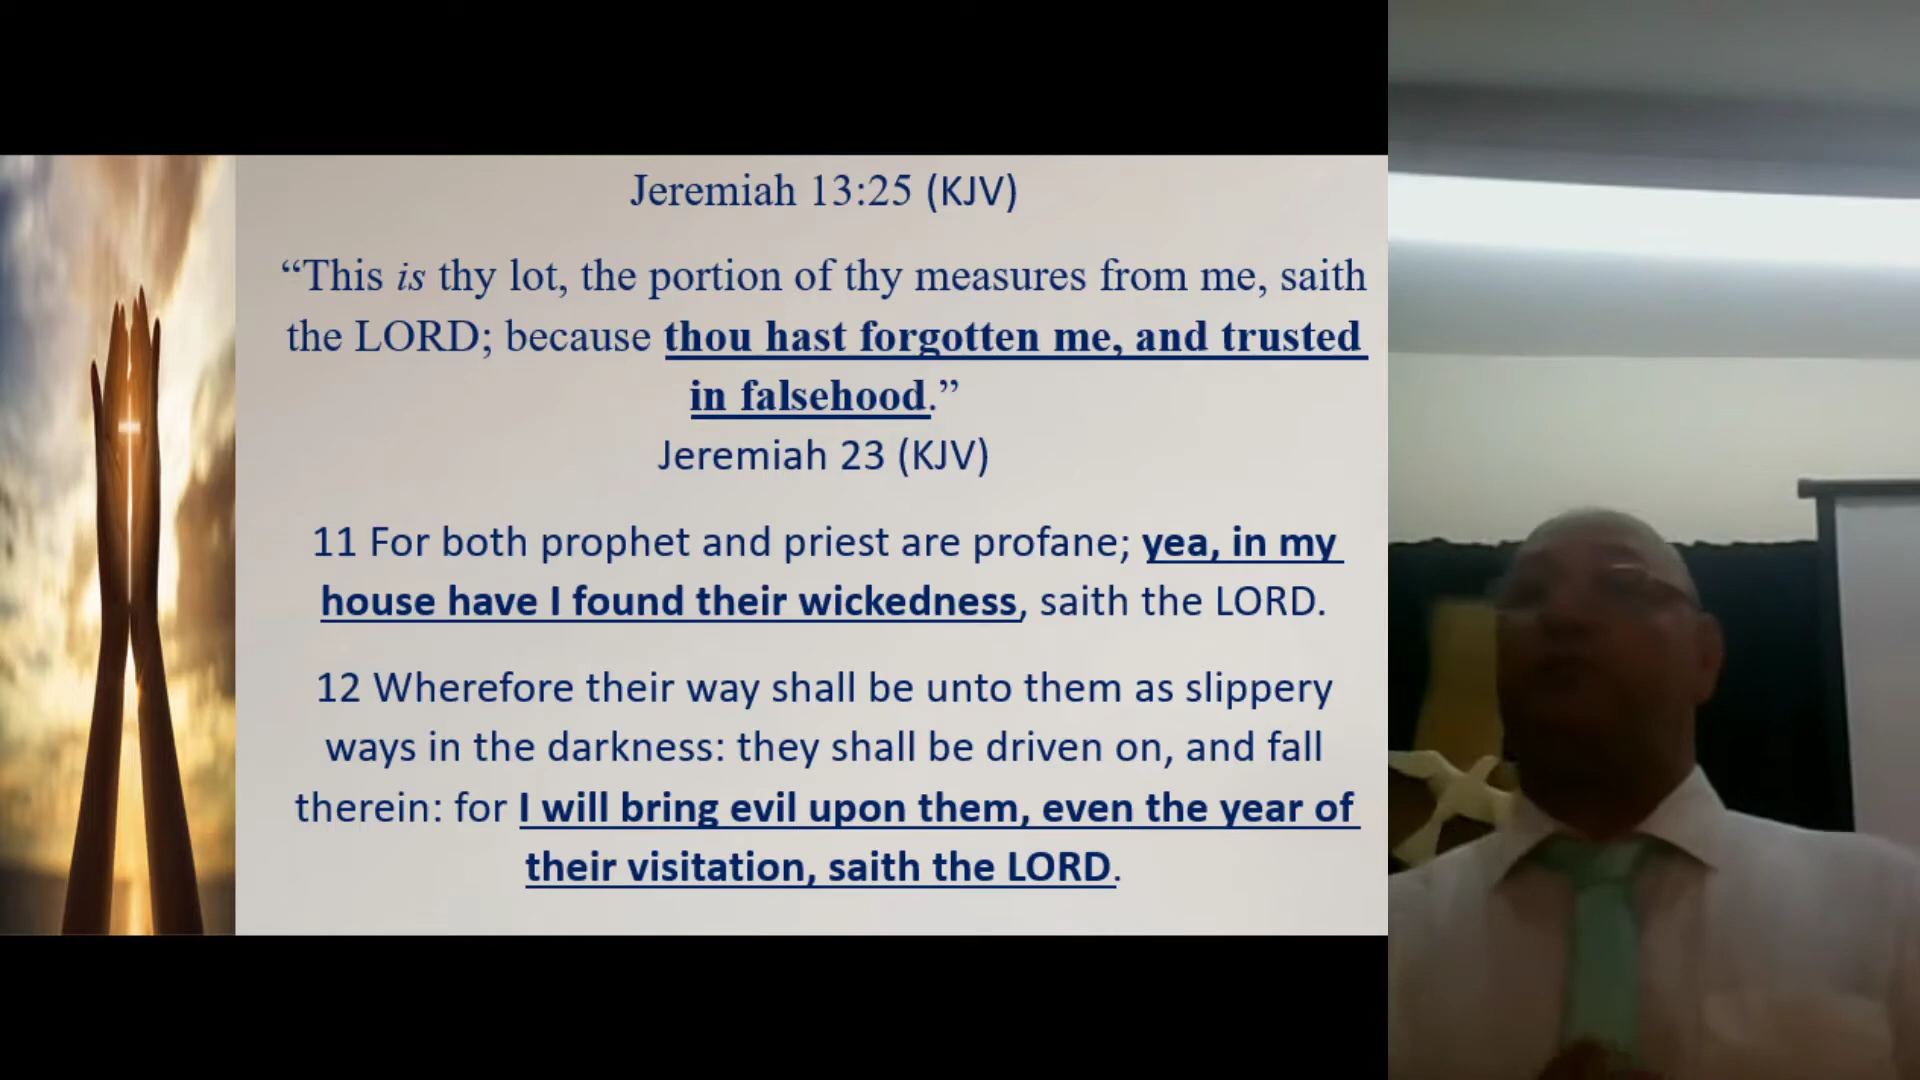 Jeremiah 13:25 (KJV)
“This is thy lot, the portion of thy measures from me, saith
the LORD; because thou hast forgotten me, and trusted
in falsehood.”
Jeremiah 23 (KJV)
11 For both prophet and priest are profane; yea, in my
house have I found their wickedness, saith the LORD.
12 Wherefore their way shall be unto them as slippery
ways in the darkness: they shall be driven on, and fall
therein: for I will bring evil upon them, even the year of
their visitation, saith the LORD.